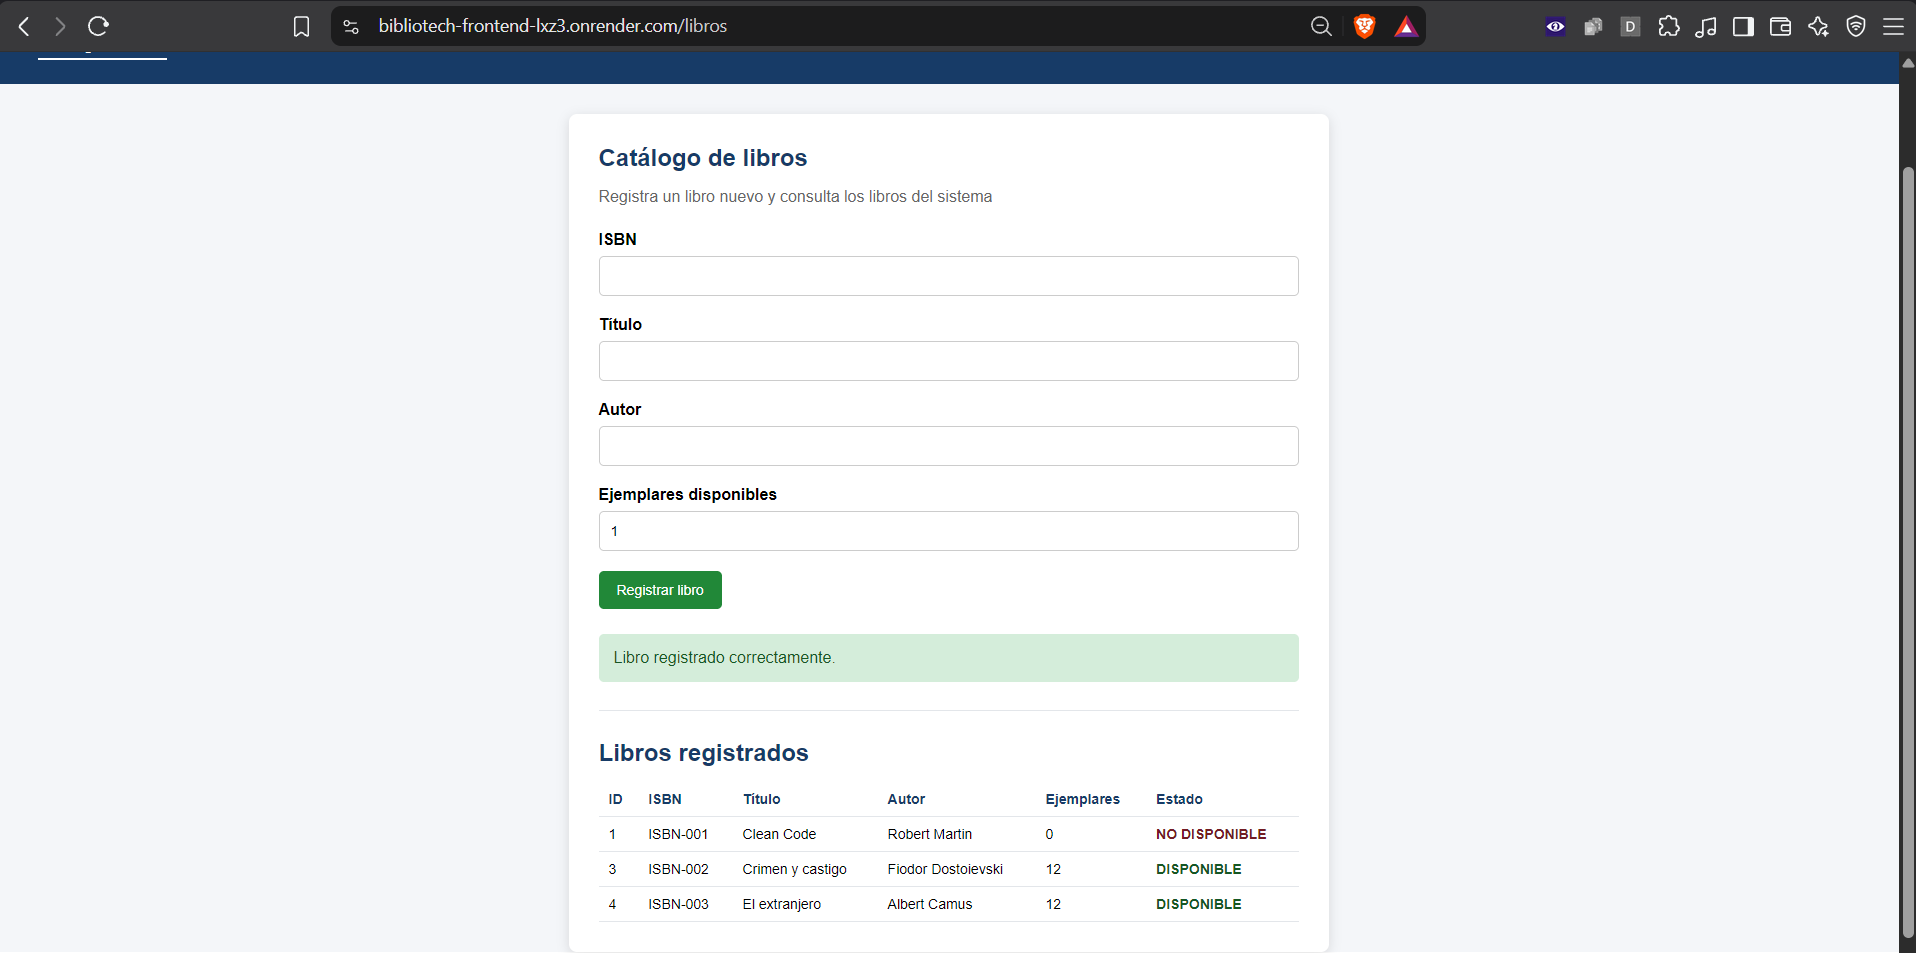 bibliotech-frontend-lxz3.onrender.com/libros
D
Catálogo de libros
Registra un libro nuevo y consulta los libros del sistema
ISBN
Título
Autor
Ejemplares disponibles
1
Registrar libro
Libro registrado correctamente.
Libros registrados
ID ISBN Título Autor Ejemplares Estado
1 ISBN-001 Clean Code Robert Martin 0 NO DISPONIBLE
3 ISBN-002 Crimen y castigo Fiodor Dostoievski 12 DISPONIBLE
4 ISBN-003 El extranjero Albert Camus 12 DISPONIBLE